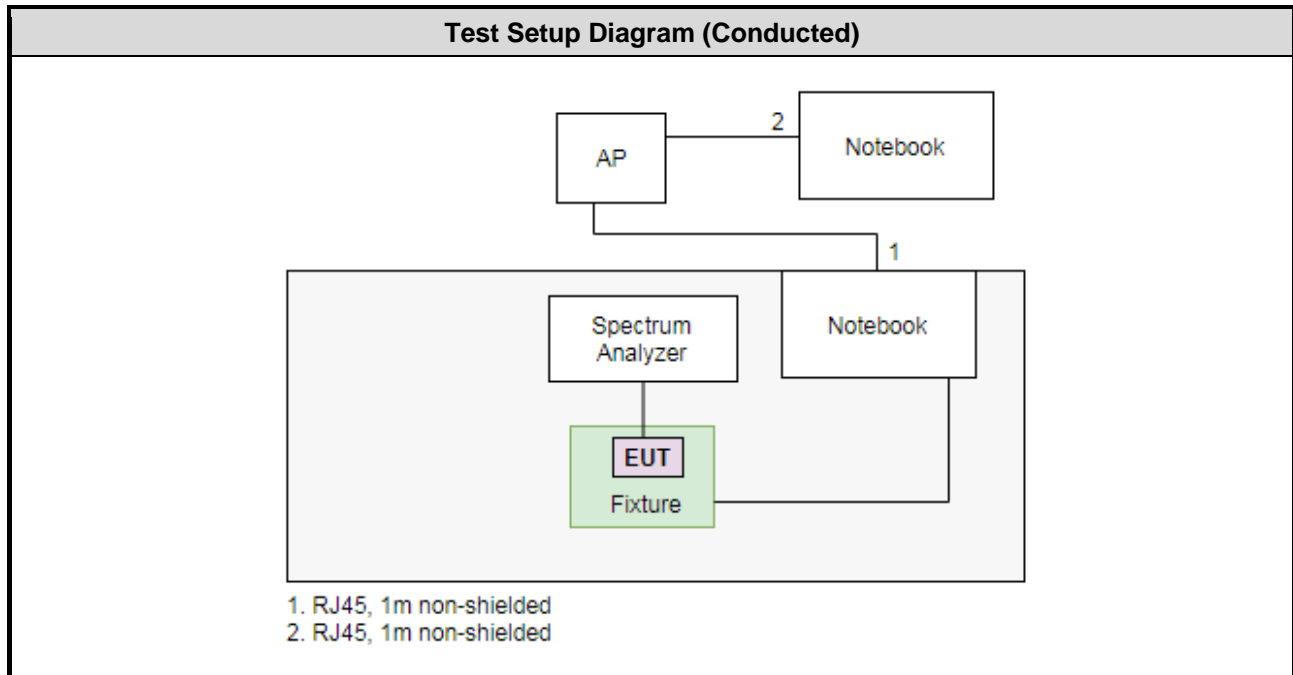 Test Setup Diagram (Conducted)
2
Notebook
AP
1
Spectrum
Analyzer
Notebook
EUT
Fixture
1. RJ45, 1m non-shielded
2. RJ45, 1m non-shielded